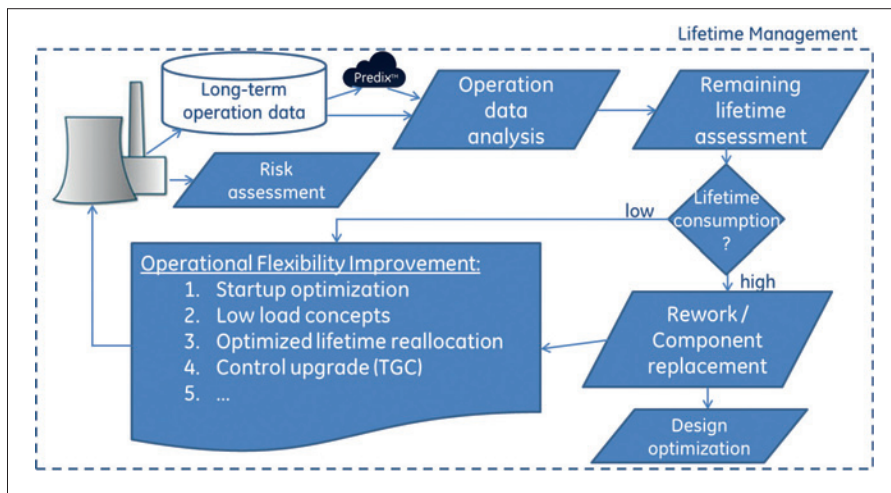 Lifetime Management
Long-term
operation data
Predix™
Operation
data
analysis
Remaining
lifetime
assessment
Risk
assessment
Lifetime
consumption
?
low
high
Operational Flexibility Improvement:
1. Startup optimization
2. Low load concepts
3. Optimized lifetime reallocation
4. Control upgrade (TGC)
5. ...
Rework /
Component
replacement
Design
optimization